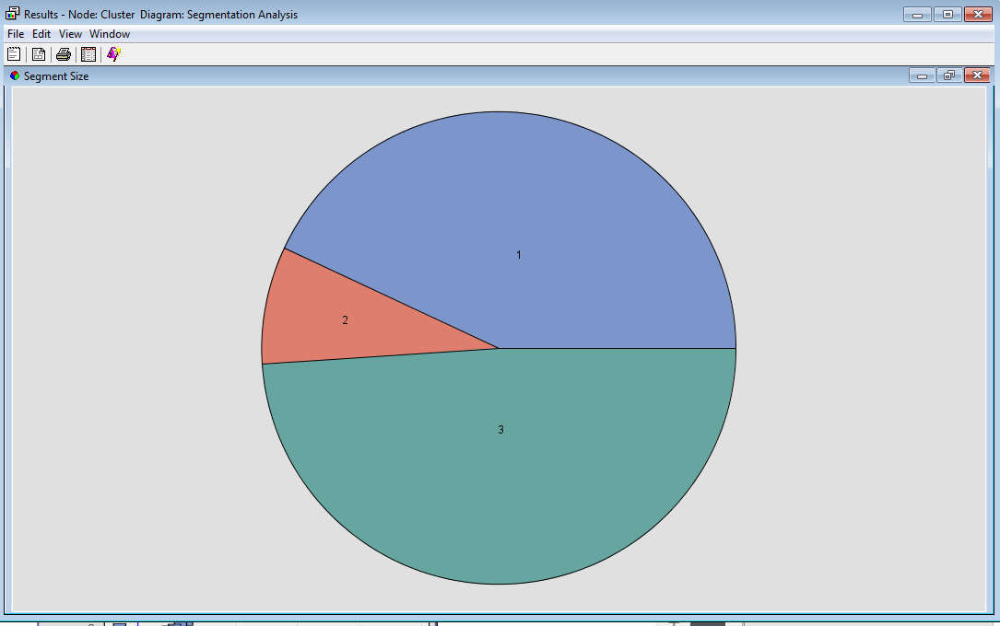 Results - Node: Cluster  Diagram: Segmentation Analysis
File Edit View Window
Segment Size
1
2
3